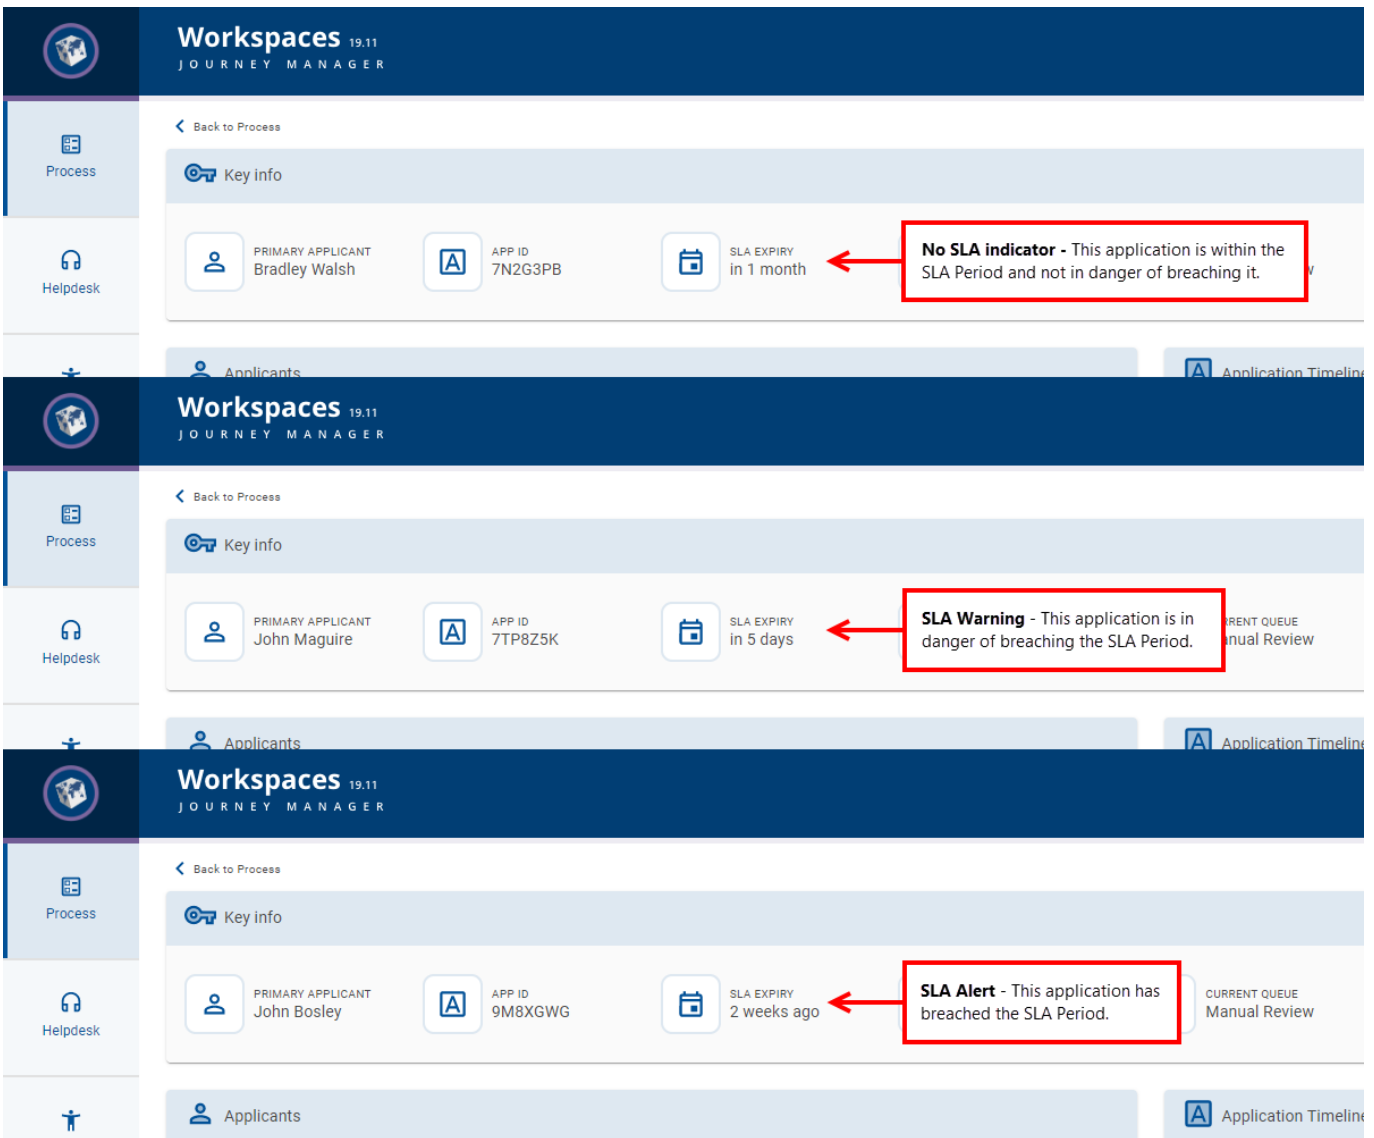 Workspaces 19.11
JOURNEY MANAGER
Back to Process
Process
Key info
PRIMARY APPLICANT
Bradley Walsh
APP ID
7N2G3PB
SLA EXPIRY
in 1 month
No SLA indicator - This application is within the
SLA Period and not in danger of breaching it.
Helpdesk
Applicants
Application Timeline
Workspaces 19.11
JOURNEY MANAGER
Back to Process
Process
Key info
PRIMARY APPLICANT
John Maguire
APP ID
7TP8Z5K
SLA EXPIRY
in 5 days
SLA Warning - This application is in
danger of breaching the SLA Period.
RRENT QUEUE
nual Review
Helpdesk
Applicants
Application Timeline
Workspaces 19.11
JOURNEY MANAGER
Back to Process
Process
Key info
PRIMARY APPLICANT
John Bosley
APP ID
9M8XGWG
SLA EXPIRY
2 weeks ago
SLA Alert - This application has
breached the SLA Period.
CURRENT QUEUE
Manual Review
Helpdesk
Applicants
Application Timeline